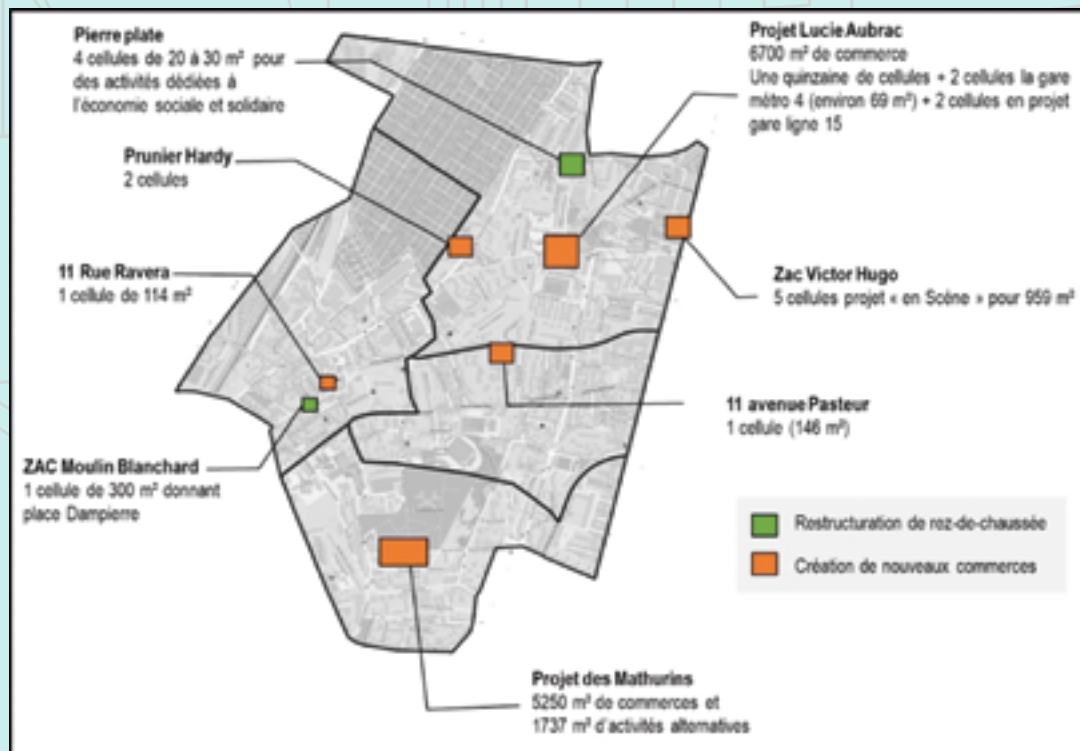 Pierre plate
4 cellules de 20 à 30 m² pour
des activités dédiées à
l'économie sociale et solidaire
Projet Lucie Aubrac
6700 m² de commerce
Une quinzaine de cellules + 2 cellules la gare
métro 4 (environ 69 m²) + 2 cellules en projet
gare ligne 15
Prunier Hardy
2 cellules
11 Rue Ravera
1 cellule de 114 m²
Zac Victor Hugo
5 cellules projet « en Scène » pour 959 m²
11 avenue Pasteur
1 cellule (146 m²)
ZAC Moulin Blanchard
1 cellule de 300 m² donnant
place Dampierre
Restructuration de rez-de-chaussée
Création de nouveaux commerces
Projet des Mathurins
5250 m² de commerces et
1737 m² d'activités alternatives